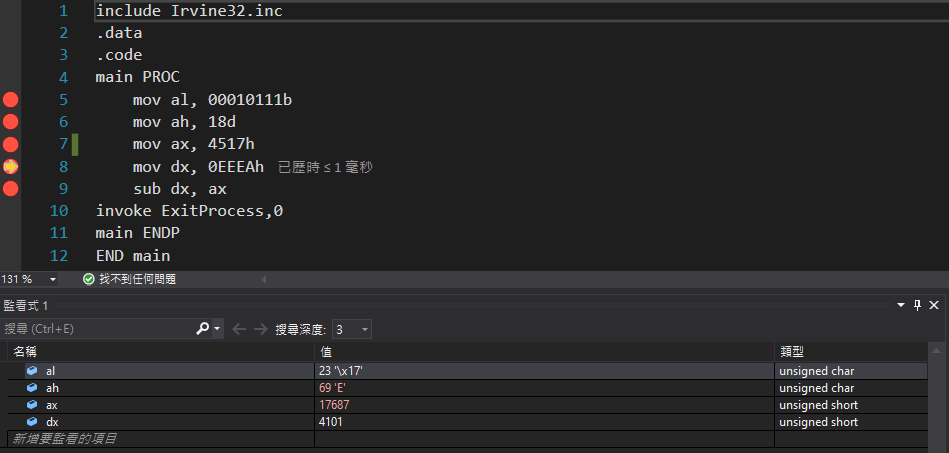 1 include Irvine32.inc
2 .data
3 .code
4 main PROC
5 mov al, 00010111b
6 mov ah, 18d
7 mov ax, 4517h
8 mov dx, 0EEEAh 已歷時 ≤ 1 毫秒
9 sub dx, ax
10 invoke ExitProcess,0
11 main ENDP
12 END main
131 % 找不到任何問題
監看式 1
搜尋 (Ctrl+E) 搜尋深度: 3
名稱 值 類型
al 23 '\x17' unsigned char
ah 69 'E' unsigned char
ax 17687 unsigned short
dx 4101 unsigned short
新增要監看的項目